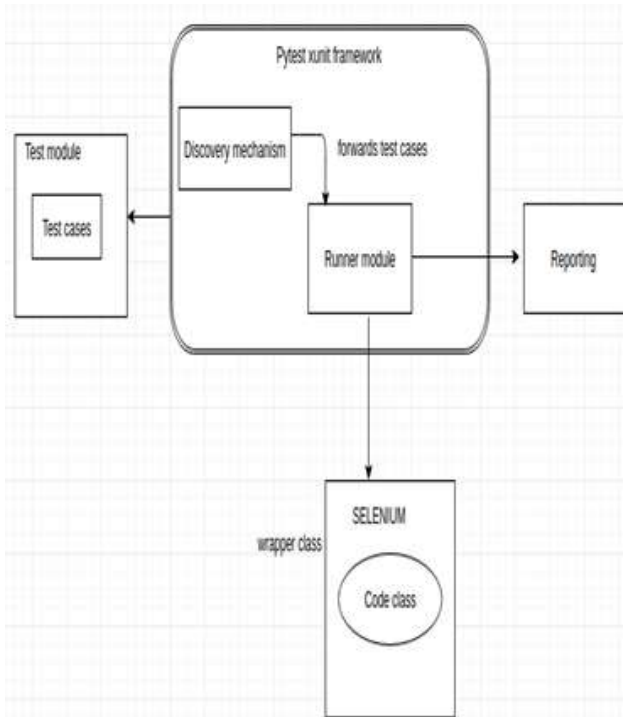 Pytest xunit framework
Discovery mechanism
forwards test cases
Test module
Test cases
Runner module
Reporting
SELENIUM
wrapper class
Code class